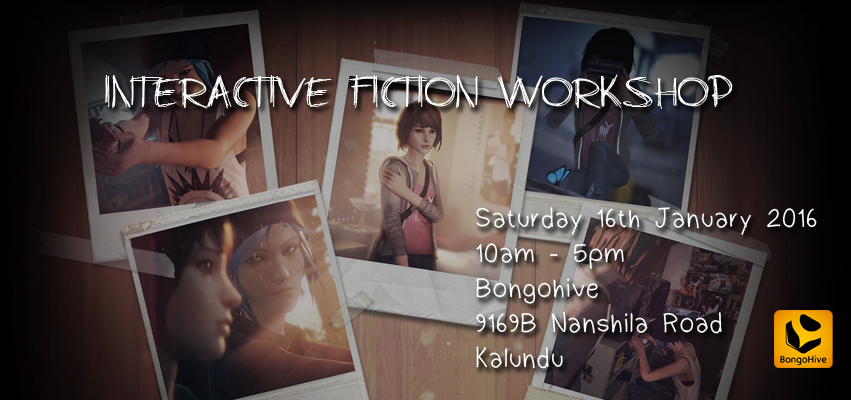 INTERACTIVE FICTION WORKSHOP
Saturday 16th January 2016
10am - 5pm
Bongohive
9169B Nanshila Road
Kalundu
BongoHive